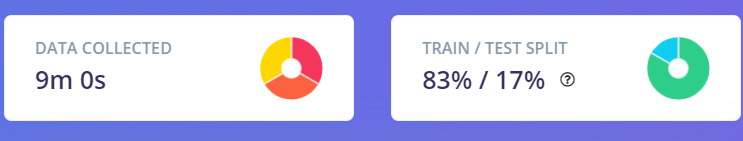 DATA COLLECTED
9m 0s
TRAIN / TEST SPLIT
83% / 17% ?